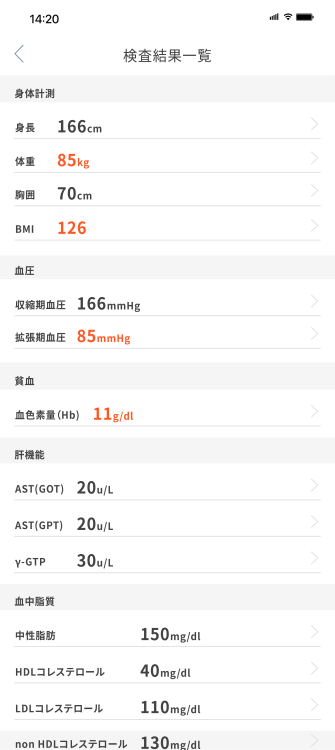 14:20
検査結果一覧
身体計測
身長 166cm
体重 85kg
胸囲 70cm
BMI 126
血圧
収縮期血圧 166mmHg
拡張期血圧 85mmHg
貧血
血色素量(Hb) 11g/dl
肝機能
AST(GOT) 20u/L
AST(GPT) 20u/L
γ-GTP 30u/L
血中脂質
中性脂肪 150mg/dl
HDLコレステロール 40mg/dl
LDLコレステロール 110mg/dl
non HDLコレステロール 130mg/dl